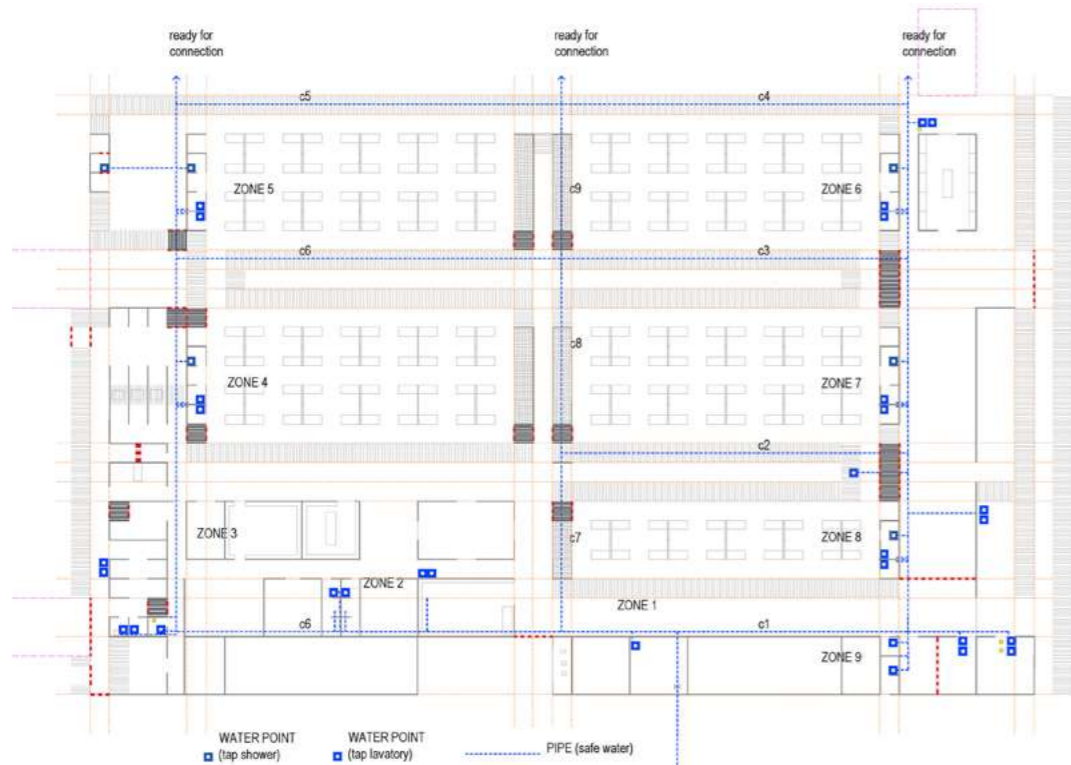 ready for
connection
ready for
connection
ready for
connection
c5
c4
ZONE 5
c9
ZONE 6
c6
c3
c8
ZONE 4
ZONE 7
c2
ZONE 3
c7
ZONE 8
ZONE 2
ZONE 1
c6
c1
ZONE 9
WATER POINT
(tap shower)
WATER POINT
(tap lavatory)
PIPE (safe water)